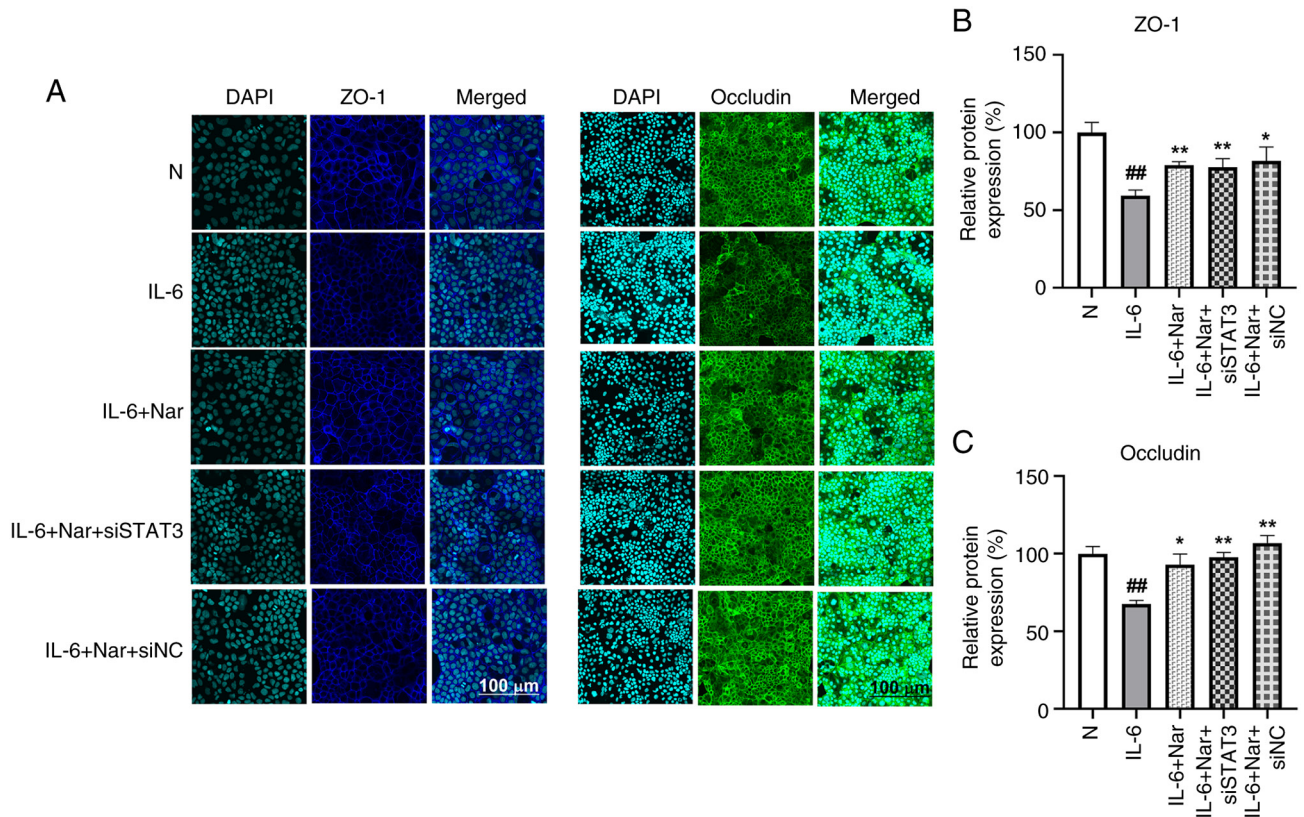 A
DAPI ZO-1 Merged
DAPI Occludin Merged
N
IL-6
IL-6+Nar
IL-6+Nar+siSTAT3
IL-6+Nar+siNC
100 µm
100 µm
B
ZO-1
Relative protein
expression (%)
150
100
50
0
N
IL-6
IL-6+Nar
IL-6+Nar+
siSTAT3
IL-6+Nar+
siNC
##
**
**
*
C
Occludin
Relative protein
expression (%)
150
100
50
0
N
IL-6
IL-6+Nar
IL-6+Nar+
siSTAT3
IL-6+Nar+
siNC
##
*
**
**